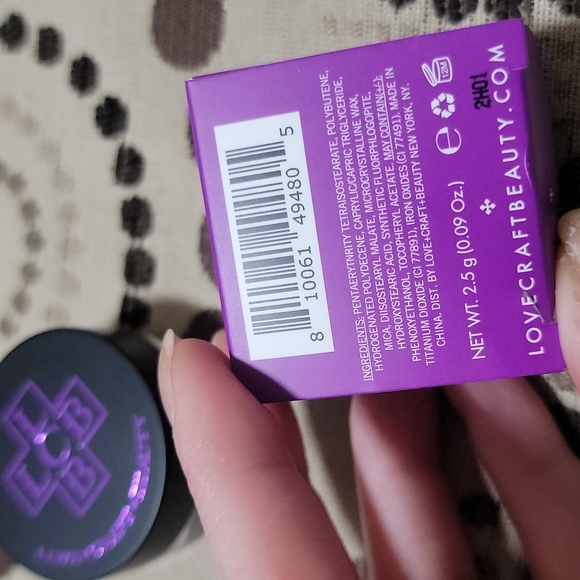 8 10061 49480 5
INGREDIENTS: PENTAERYTNRITY TETRAISOSTEARATE, POLYBUTENE,
HYDROGENATED POLYDECENE, CAPRYLIC/CAPRIC TRIGLYCERIDE,
MICA, DIISOSTEARYL MALATE, MICROCRYSTALLINE WAX,
HYDROXYSTEARIC ACID, SYNTHETIC FLUORPHLOGOPITE,
PHENOXYETHANOL, TOCOPHERYL ACETATE. MAY CONTAIN(+/-):
TITANIUM DIOXIDE (CI 77891), IRON OXIDES (CI 77491). MADE IN
CHINA. DIST. BY LOVE+CRAFT+BEAUTY NEW YORK, NY.
NET WT. 2.5 g (0.09 Oz.)
e
12M
2H01
LOVECRAFTBEAUTY.COM
L
L C B
B